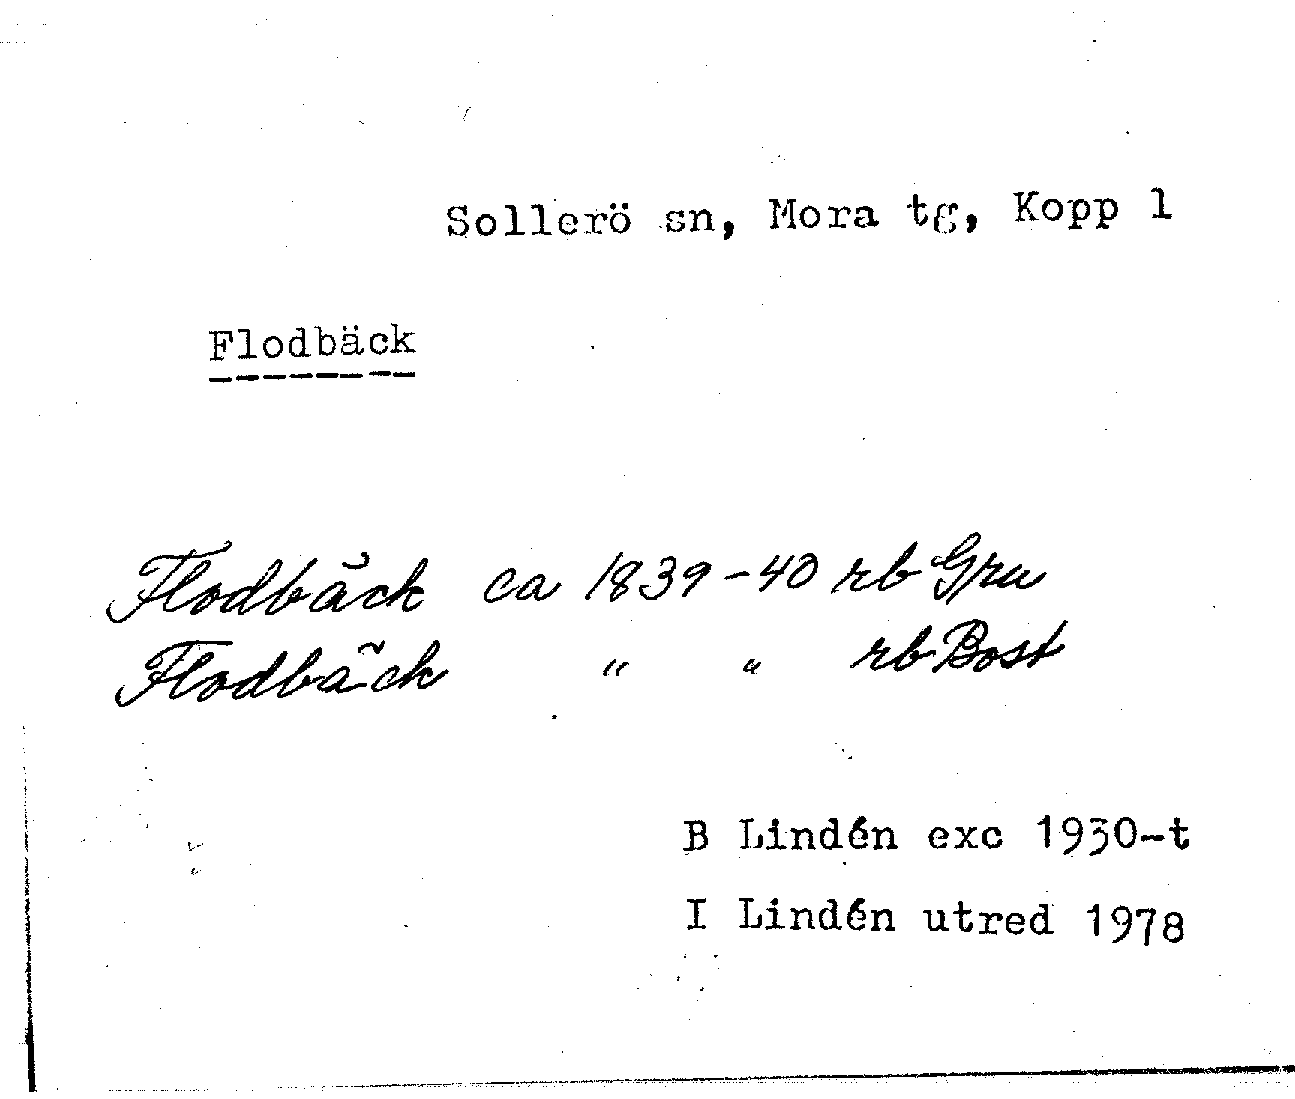 Sollerö sn, Mora tg, Kopp l
Flodbäck
Flodbäck ca 1839-40 rb Gru
Flodbäck " " rb Bost
B Lindén exc 1930-t
I Lindén utred 1978